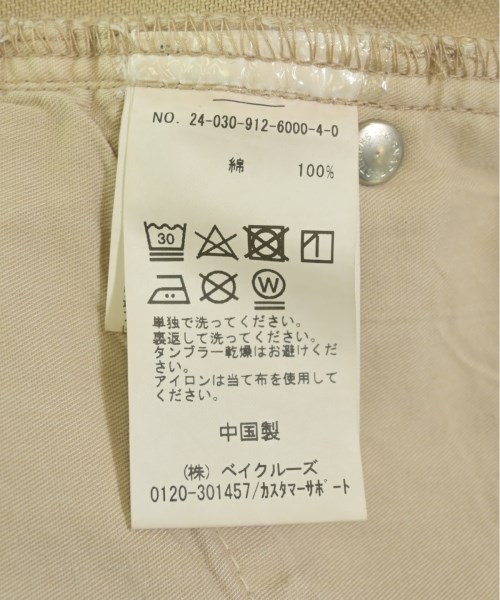 NO. 24-030-912-6000-4-0
綿 100%
30
W
単独で洗ってください。
裏返して洗ってください。
タンブラー乾燥はお避けくだ
さい。
アイロンは当て布を使用して
ください。
中国製
(株) ベイクルーズ
0120-301457/カスタマーサポート